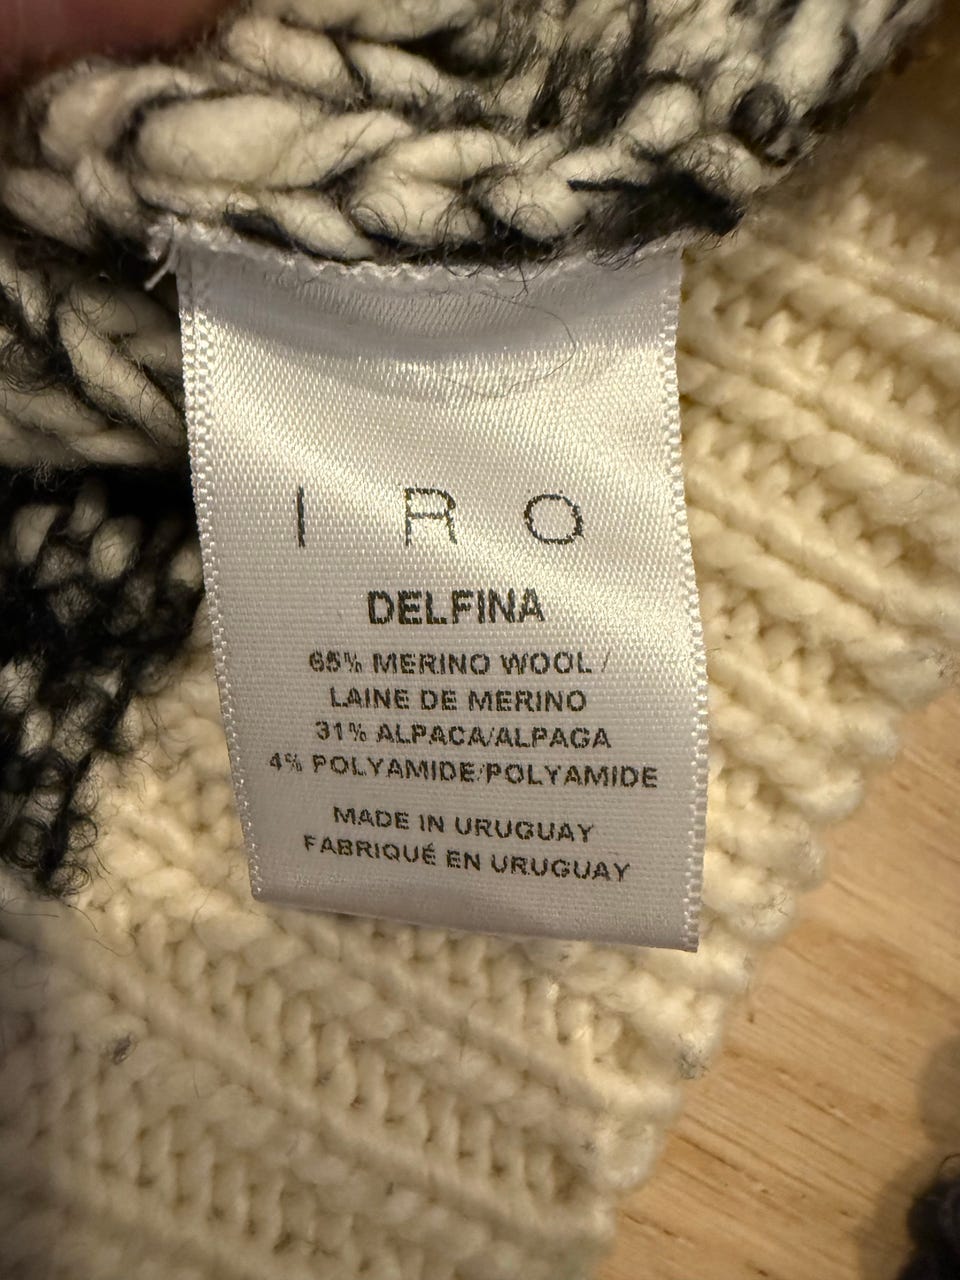 IRO
DELFINA
65% MERINO WOOL /
LAINE DE MERINO
31% ALPACA/ALPAGA
4% POLYAMIDE/POLYAMIDE
MADE IN URUGUAY
FABRIQUÉ EN URUGUAY